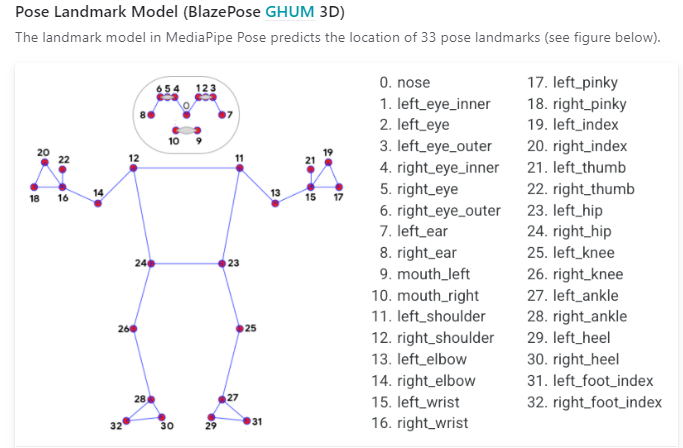 Pose Landmark Model (BlazePose GHUM 3D)
The landmark model in MediaPipe Pose predicts the location of 33 pose landmarks (see figure below).
6 5 4 1 2 3
8 0 7
10 9
20 22 12 11 21 19
18 16 14 13 15 17
24 23
26 25
28 27
32 30 29 31
0. nose
1. left_eye_inner
2. left_eye
3. left_eye_outer
4. right_eye_inner
5. right_eye
6. right_eye_outer
7. left_ear
8. right_ear
9. mouth_left
10. mouth_right
11. left_shoulder
12. right_shoulder
13. left_elbow
14. right_elbow
15. left_wrist
16. right_wrist
17. left_pinky
18. right_pinky
19. left_index
20. right_index
21. left_thumb
22. right_thumb
23. left_hip
24. right_hip
25. left_knee
26. right_knee
27. left_ankle
28. right_ankle
29. left_heel
30. right_heel
31. left_foot_index
32. right_foot_index